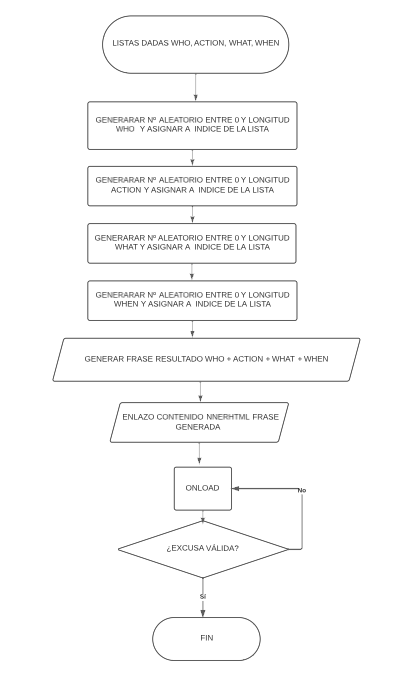 LISTAS DADAS WHO, ACTION, WHAT, WHEN
GENERARAR Nº ALEATORIO ENTRE 0 Y LONGITUD
WHO Y ASIGNAR A INDICE DE LA LISTA
GENERARAR Nº ALEATORIO ENTRE 0 Y LONGITUD
ACTION Y ASIGNAR A INDICE DE LA LISTA
GENERARAR Nº ALEATORIO ENTRE 0 Y LONGITUD
WHAT Y ASIGNAR A INDICE DE LA LISTA
GENERARAR Nº ALEATORIO ENTRE 0 Y LONGITUD
WHEN Y ASIGNAR A INDICE DE LA LISTA
GENERAR FRASE RESULTADO WHO + ACTION + WHAT + WHEN
ENLAZO CONTENIDO NNERHTML FRASE
GENERADA
ONLOAD
No
¿EXCUSA VÁLIDA?
Sí
FIN